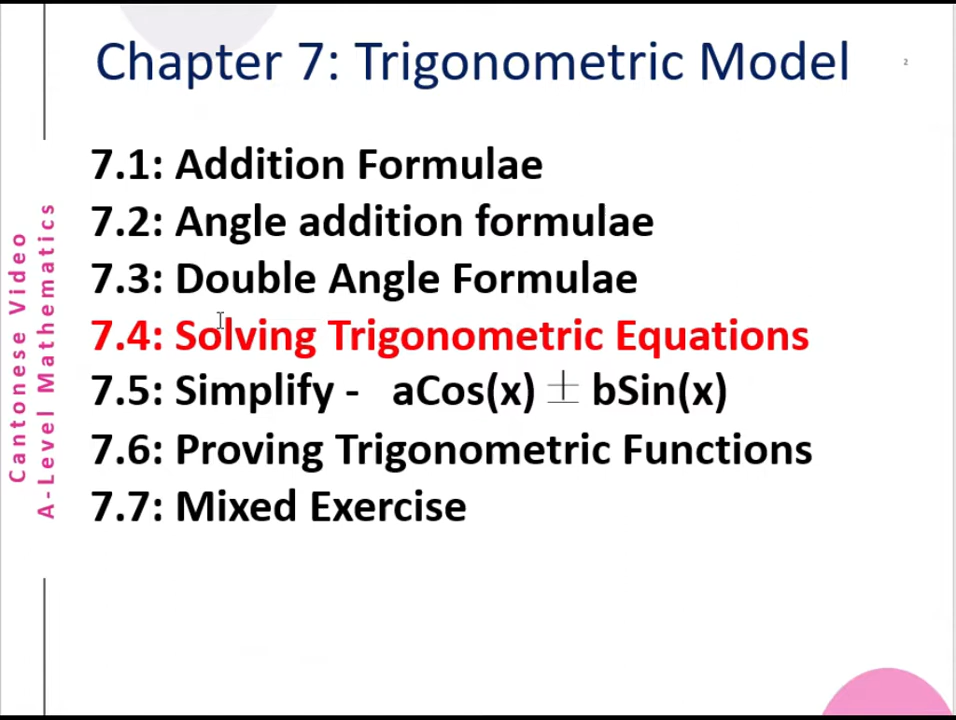 Chapter 7: Trigonometric Model
2
7.1: Addition Formulae
7.2: Angle addition formulae
7.3: Double Angle Formulae
7.4: Solving Trigonometric Equations
7.5: Simplify - aCos(x) ± bSin(x)
7.6: Proving Trigonometric Functions
7.7: Mixed Exercise
Cantonese Video
A-Level Mathematics